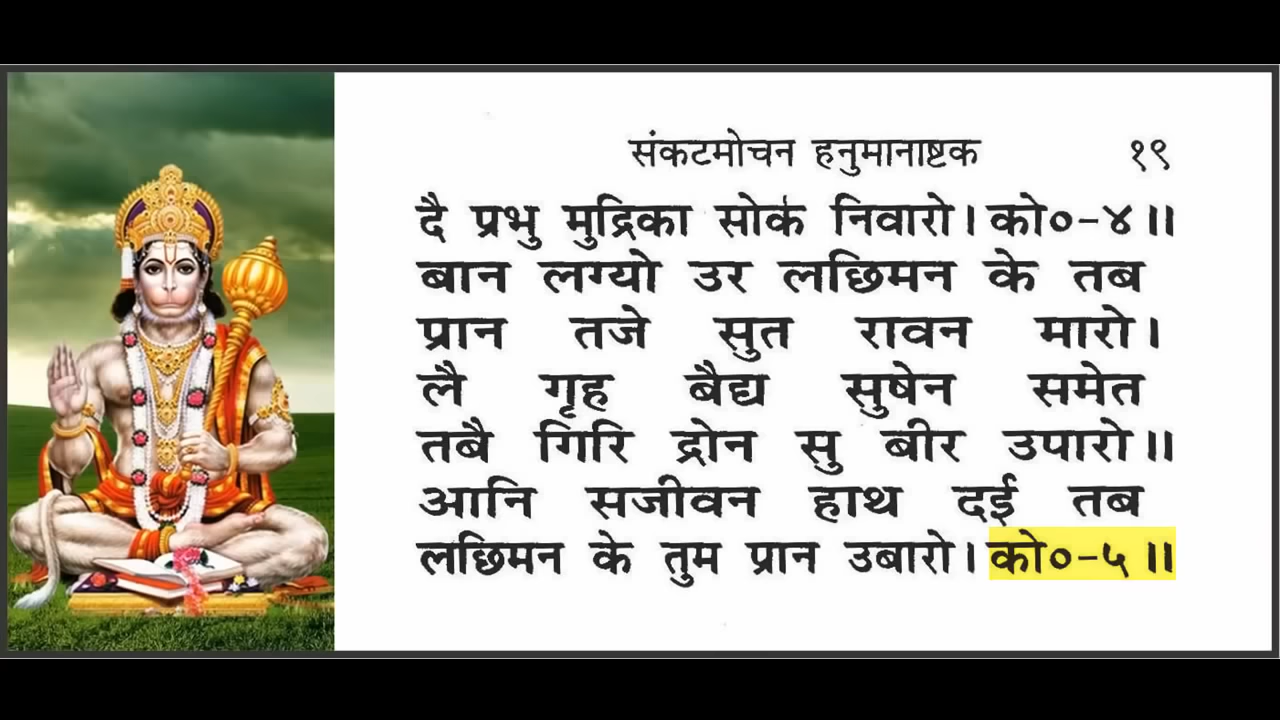 संकटमोचन हनुमानाष्टक १९
दै प्रभु मुद्रिका सोक निवारो। को०-४॥
बान लग्यो उर लछिमन के तब
प्रान तजे सुत रावन मारो।
लै गृह बैद्य सुषेन समेत
तबै गिरि द्रोन सु बीर उपारो॥
आनि सजीवन हाथ दई तब
लछिमन के तुम प्रान उबारो। को०-५॥